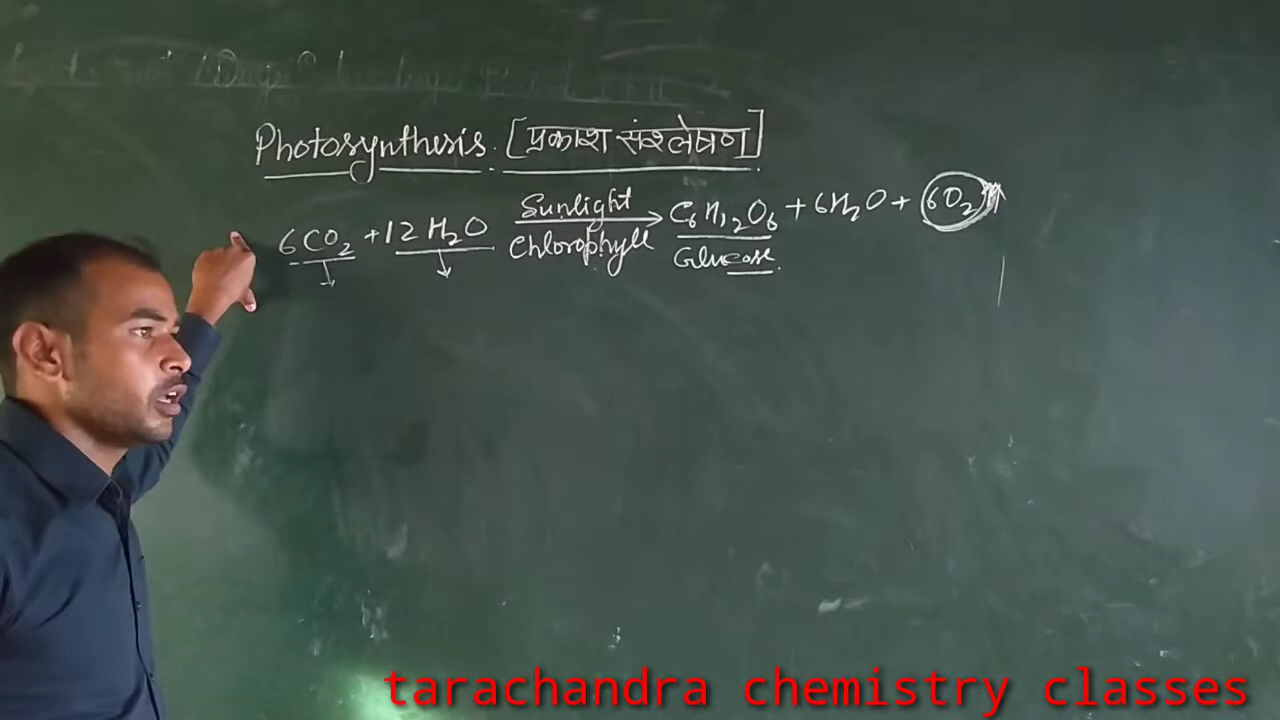 Photosynthesis. [प्रकाश संश्लेषण]
6CO₂ + 12H₂O Sunlight Chlorophyll → C₆H₁₂O₆ + 6H₂O + 6O₂ ↑
Glucose.
tarachandra chemistry classes